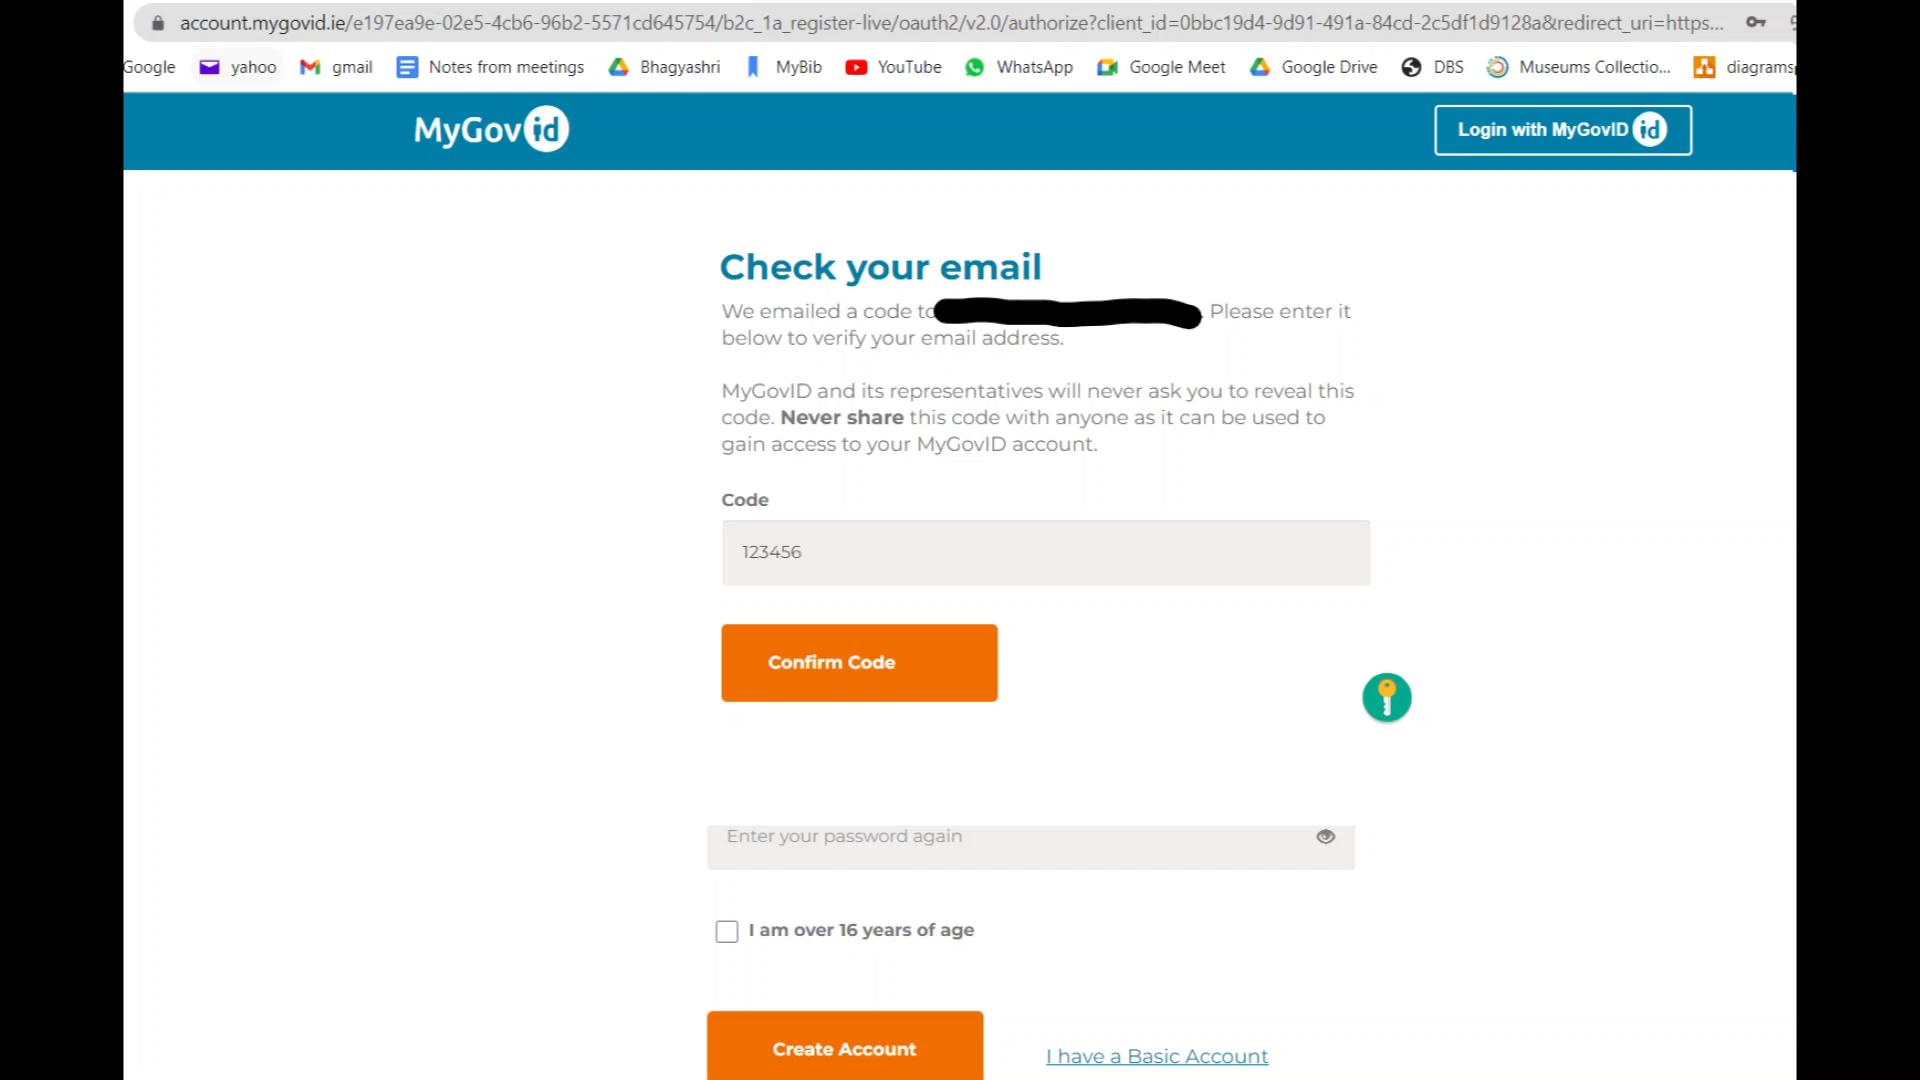 account.mygovid.ie/e197ea9e-02e5-4cb6-96b2-5571cd645754/b2c_1a_register-live/oauth2/v2.0/authorize?client_id=0bbc19d4-9d91-491a-84cd-2c5df1d9128a&redirect_uri=https...
Google yahoo gmail Notes from meetings Bhagyashri MyBib YouTube WhatsApp Google Meet Google Drive DBS Museums Collectio... diagrams
MyGovid Login with MyGovID id
Check your email
We emailed a code to . Please enter it
below to verify your email address.
MyGovID and its representatives will never ask you to reveal this
code. Never share this code with anyone as it can be used to
gain access to your MyGovID account.
Code
123456
Confirm Code
Enter your password again
I am over 16 years of age
Create Account I have a Basic Account